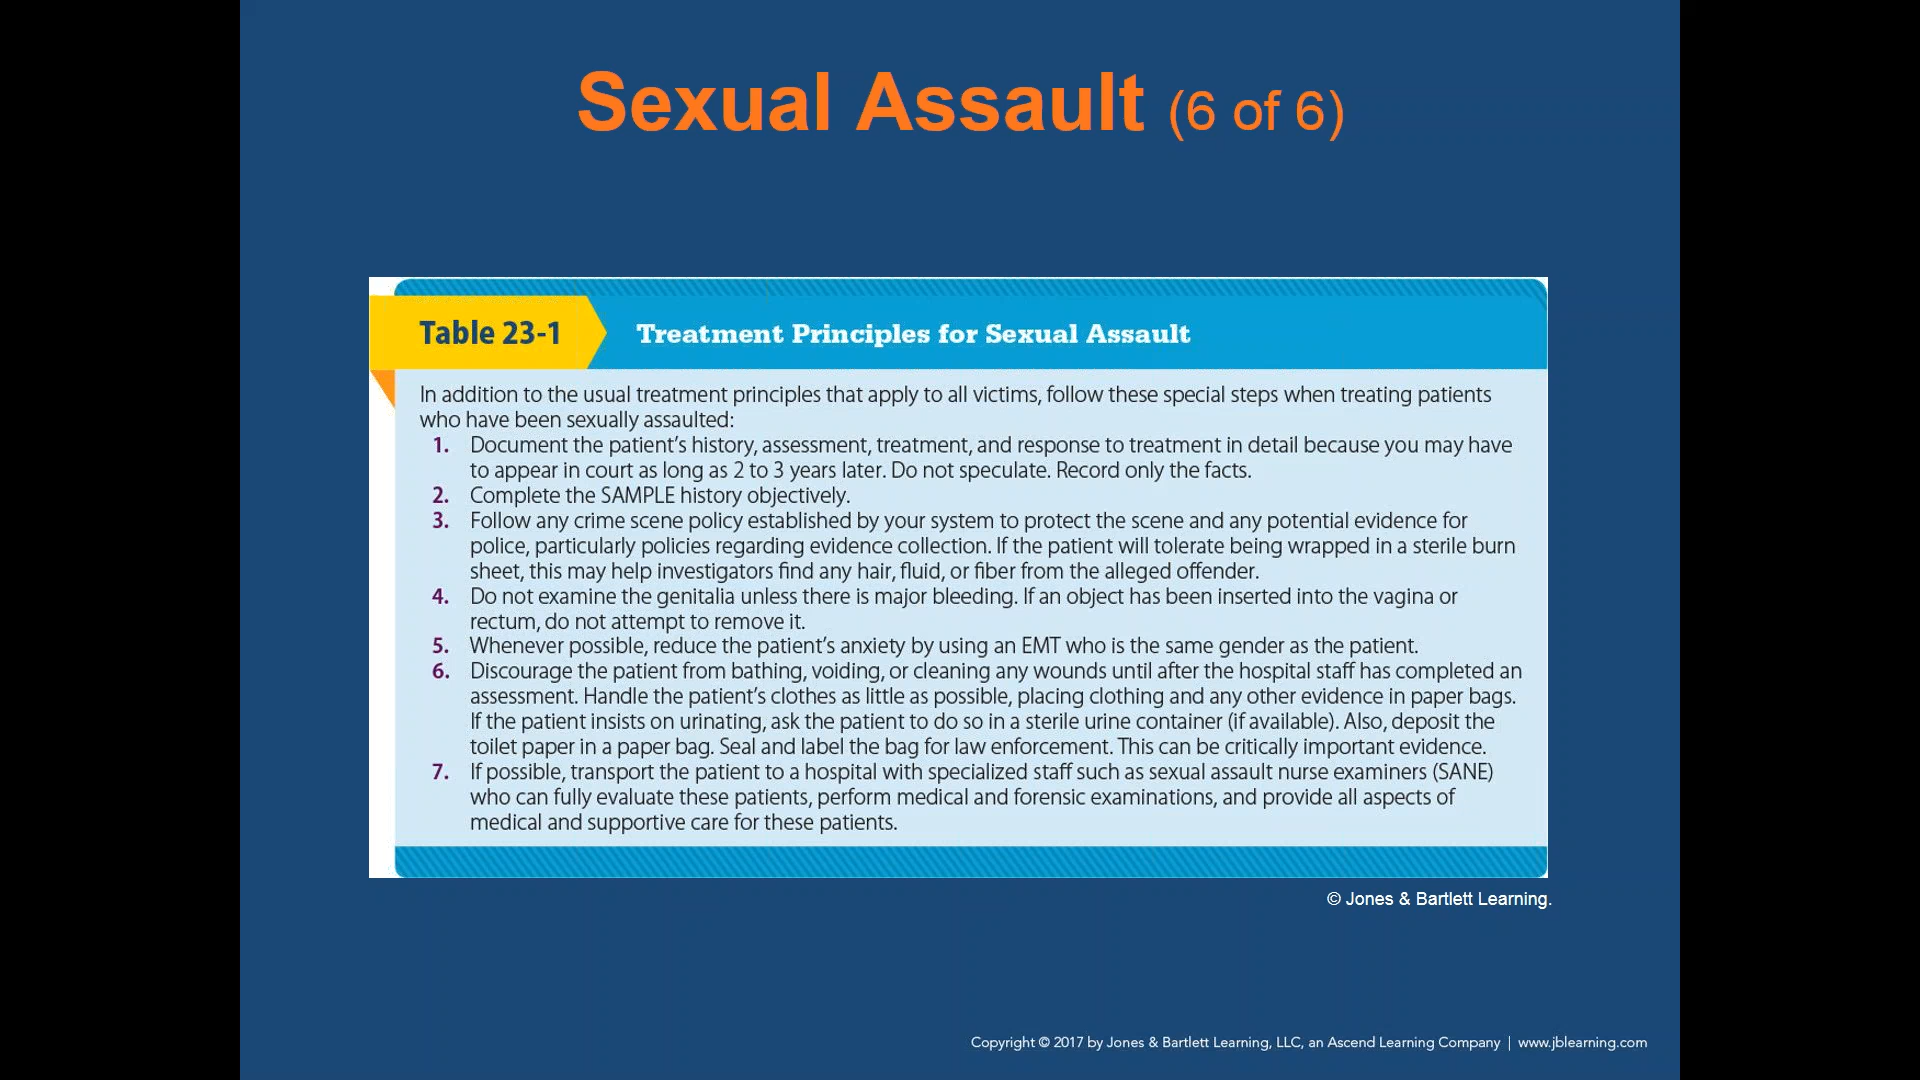 Sexual Assault (6 of 6)
Table 23-1
Treatment Principles for Sexual Assault
In addition to the usual treatment principles that apply to all victims, follow these special steps when treating patients
who have been sexually assaulted:
1. Document the patient’s history, assessment, treatment, and response to treatment in detail because you may have
to appear in court as long as 2 to 3 years later. Do not speculate. Record only the facts.
2. Complete the SAMPLE history objectively.
3. Follow any crime scene policy established by your system to protect the scene and any potential evidence for
police, particularly policies regarding evidence collection. If the patient will tolerate being wrapped in a sterile burn
sheet, this may help investigators find any hair, fluid, or fiber from the alleged offender.
4. Do not examine the genitalia unless there is major bleeding. If an object has been inserted into the vagina or
rectum, do not attempt to remove it.
5. Whenever possible, reduce the patient’s anxiety by using an EMT who is the same gender as the patient.
6. Discourage the patient from bathing, voiding, or cleaning any wounds until after the hospital staff has completed an
assessment. Handle the patient’s clothes as little as possible, placing clothing and any other evidence in paper bags.
If the patient insists on urinating, ask the patient to do so in a sterile urine container (if available). Also, deposit the
toilet paper in a paper bag. Seal and label the bag for law enforcement. This can be critically important evidence.
7. If possible, transport the patient to a hospital with specialized staff such as sexual assault nurse examiners (SANE)
who can fully evaluate these patients, perform medical and forensic examinations, and provide all aspects of
medical and supportive care for these patients.
© Jones & Bartlett Learning.
Copyright © 2017 by Jones & Bartlett Learning, LLC, an Ascend Learning Company | www.jblearning.com